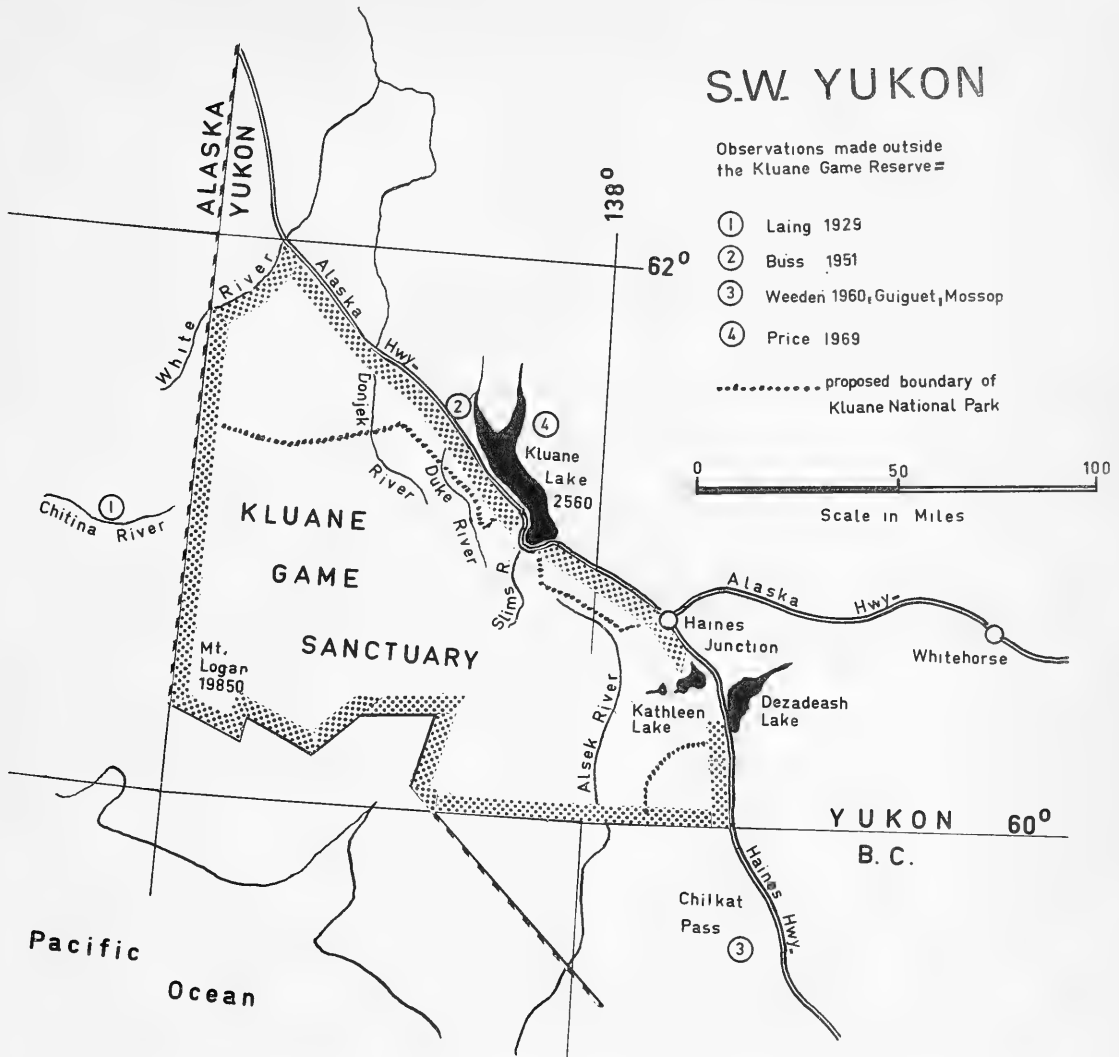 S.W. YUKON
Observations made outside
the Kluane Game Reserve=
① Laing 1929
② Buss 1951
③ Weeden 1960, Guiguet, Mossop
④ Price 1969
proposed boundary of
Kluane National Park
0 50 100
Scale in Miles
ALASKA
YUKON
138°
62°
White River
Alaska Hwy-
Donjek River
Duke River
②
④
Kluane
Lake
2560
①
Chitina River
KLUANE
GAME
SANCTUARY
Slims R.
Mt.
Logan
19850
Alaska Hwy-
Haines
Junction
Whitehorse
Kathleen
Lake
Dezadeash
Lake
Alsek River
YUKON 60°
B.C.
Haines Hwy-
Chilkat
Pass
③
Pacific
Ocean